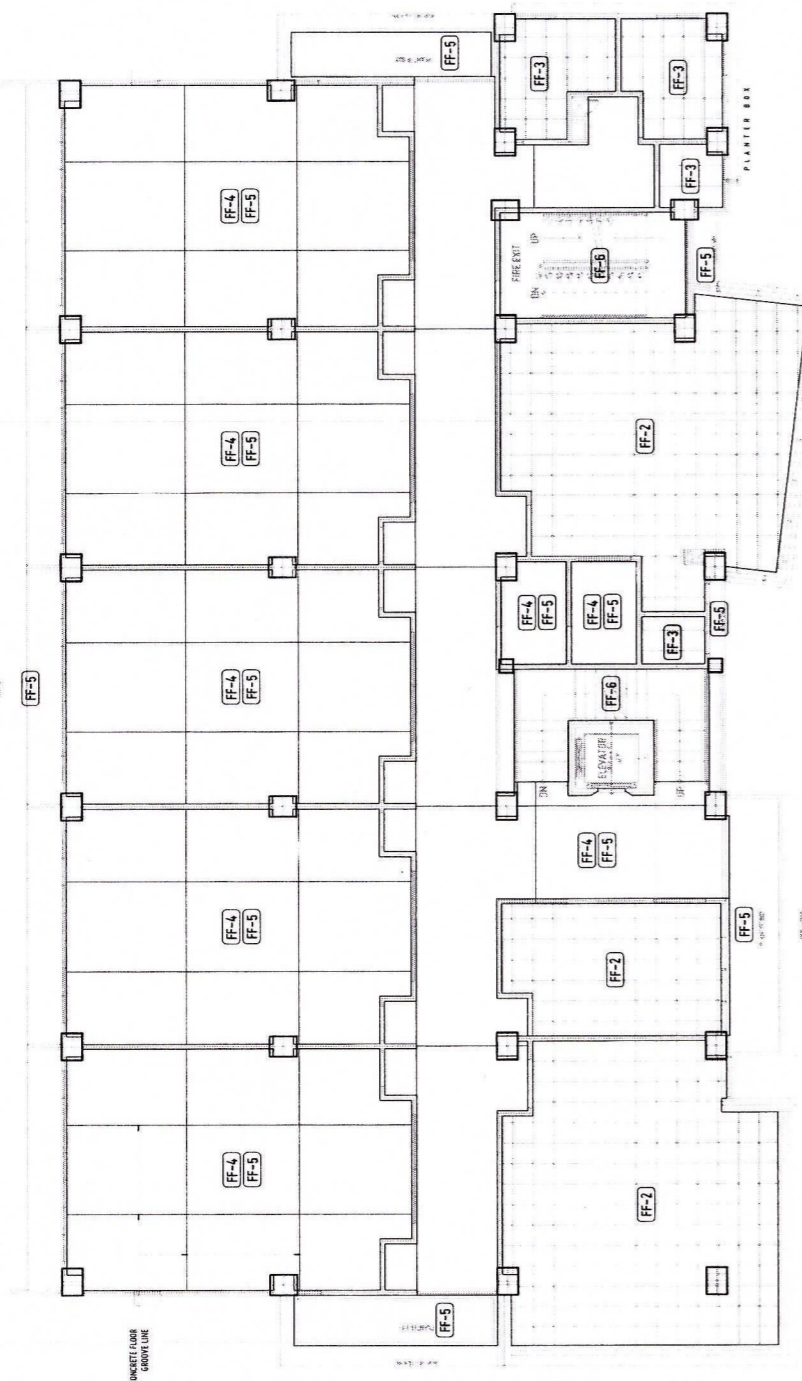 FF-5
FF-3
FF-3
PLANTER BOX
FF-3
FF-4
FF-5
FIRE EXIT
UP
DN
FF-6
FF-5
FF-4
FF-5
FF-2
FF-4
FF-5
FF-4
FF-5
FF-3
FF-5
FF-5
FF-4
FF-5
FF-6
ELEVATOR
DN
UP
FF-4
FF-5
FF-4
FF-5
FF-2
FF-5
FF-4
FF-5
FF-2
FF-5
ONCRETE FLOOR
GROOVE LINE